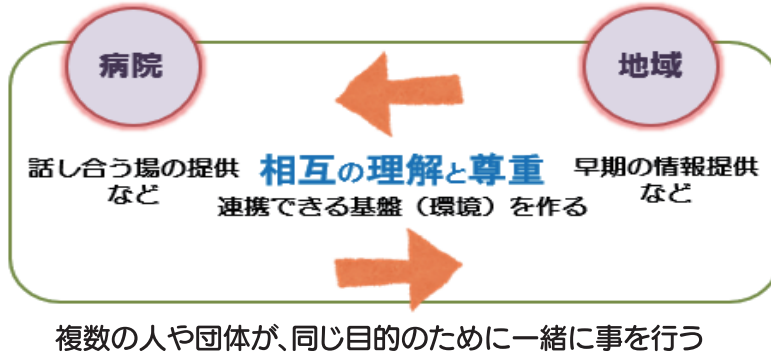 病院
地域
話し合う場の提供
など
相互の理解と尊重
連携できる基盤（環境）を作る
早期の情報提供
など
複数の人や団体が、同じ目的のために一緒に事を行う